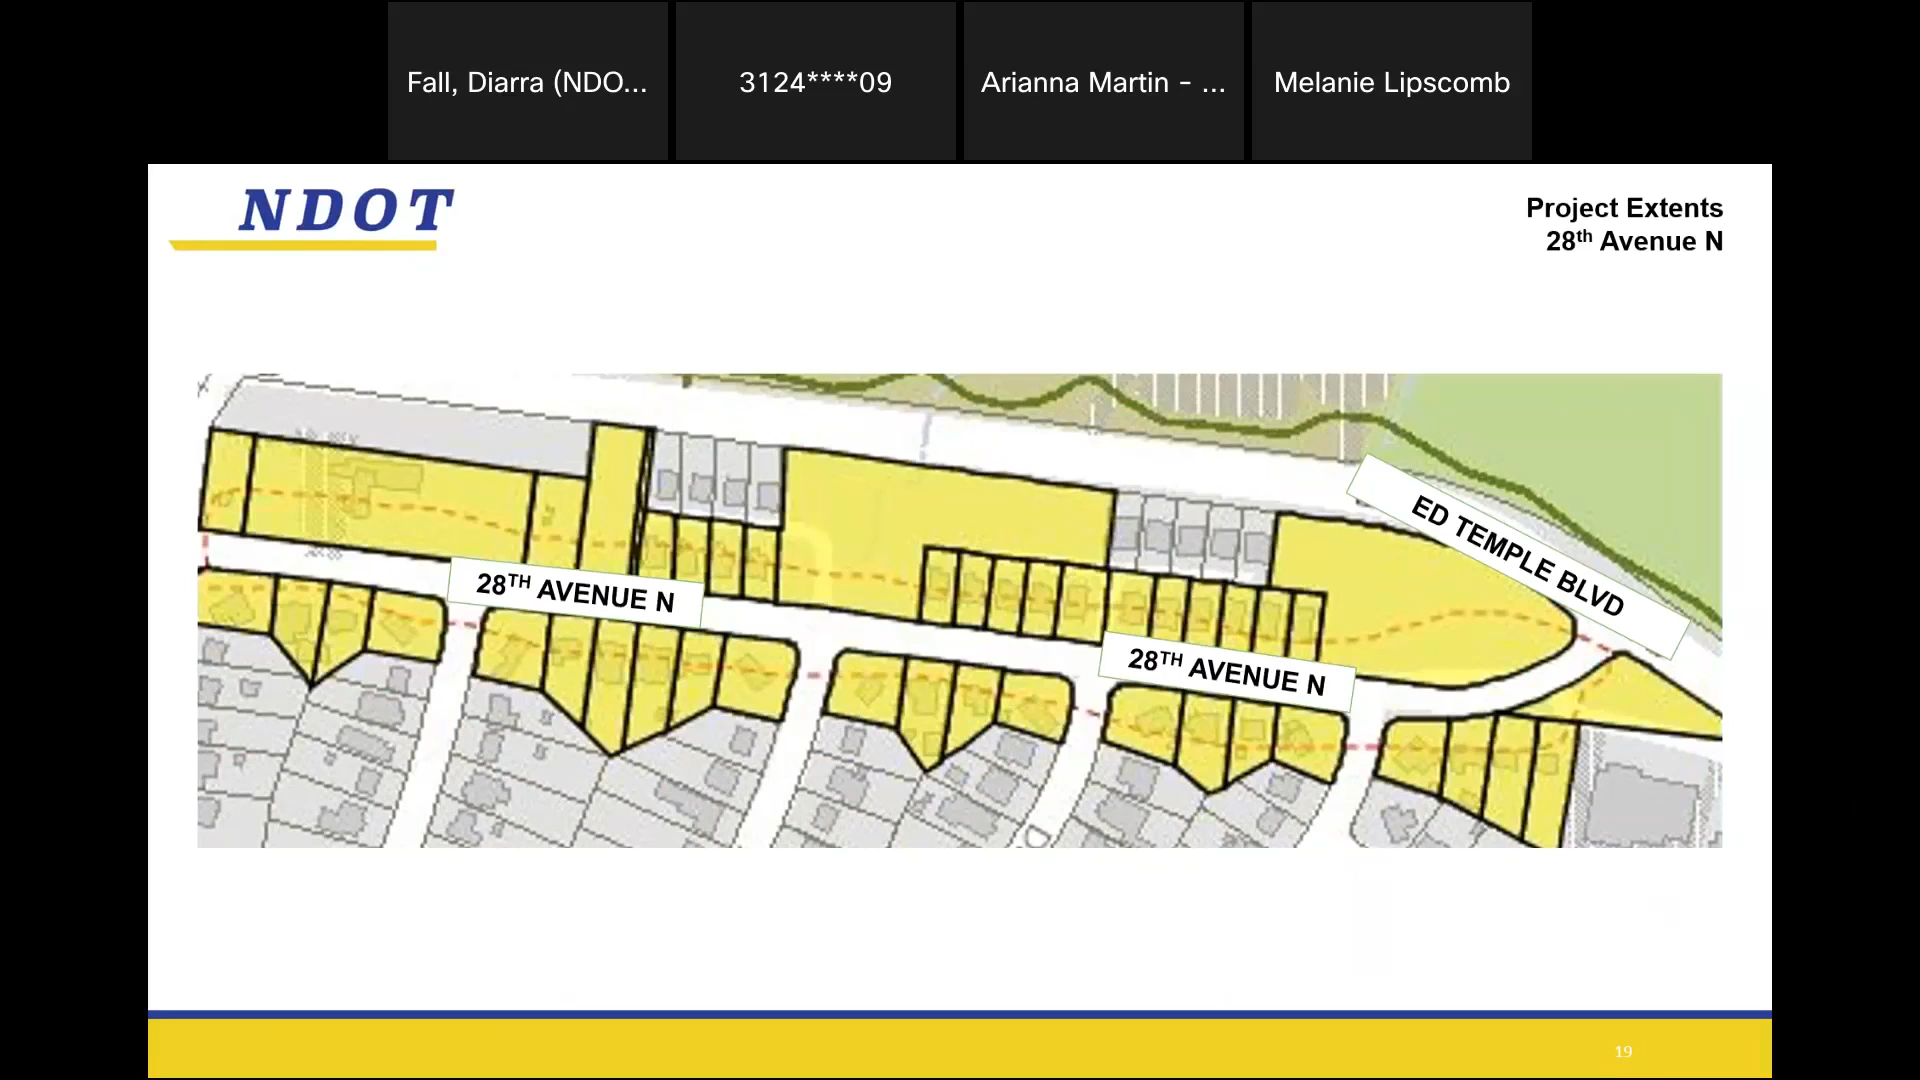 Fall, Diarra (NDO...
3124****09
Arianna Martin - ...
Melanie Lipscomb
NDOT
Project Extents
28th Avenue N
ED TEMPLE BLVD
28TH AVENUE N
28TH AVENUE N
19